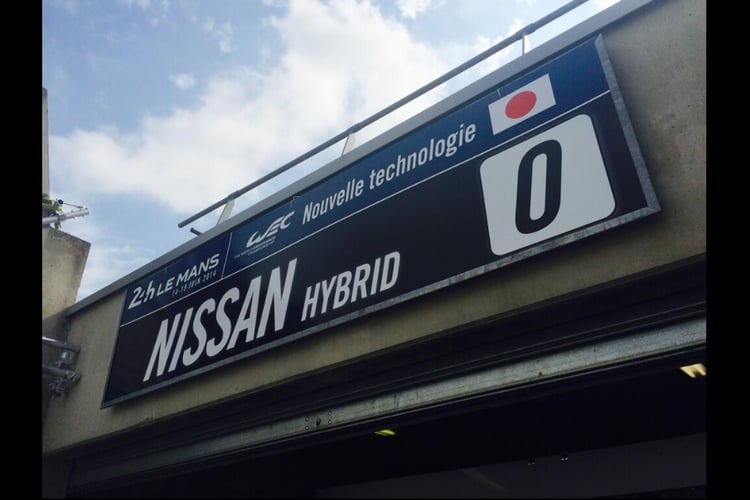 24h LE MANS
14-15 JUIN 2014
WEC
Nouvelle technologie
NISSAN HYBRID
0